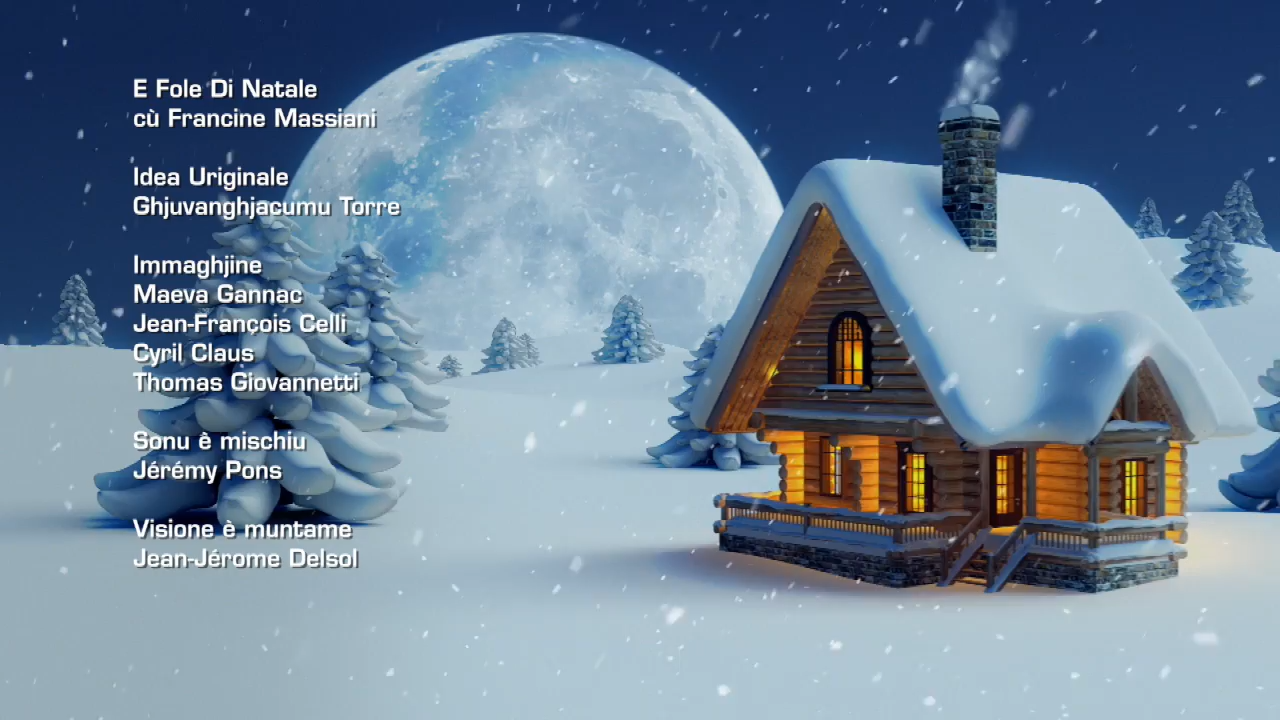 E Fole Di Natale
cù Francine Massiani
Idea Uriginale
Ghjuvanghjacumu Torre
Immaghjine
Maeva Gannac
Jean-François Celli
Cyril Claus
Thomas Giovannetti
Sonu è mischiu
Jérémy Pons
Visione è muntame
Jean-Jérome Delsol